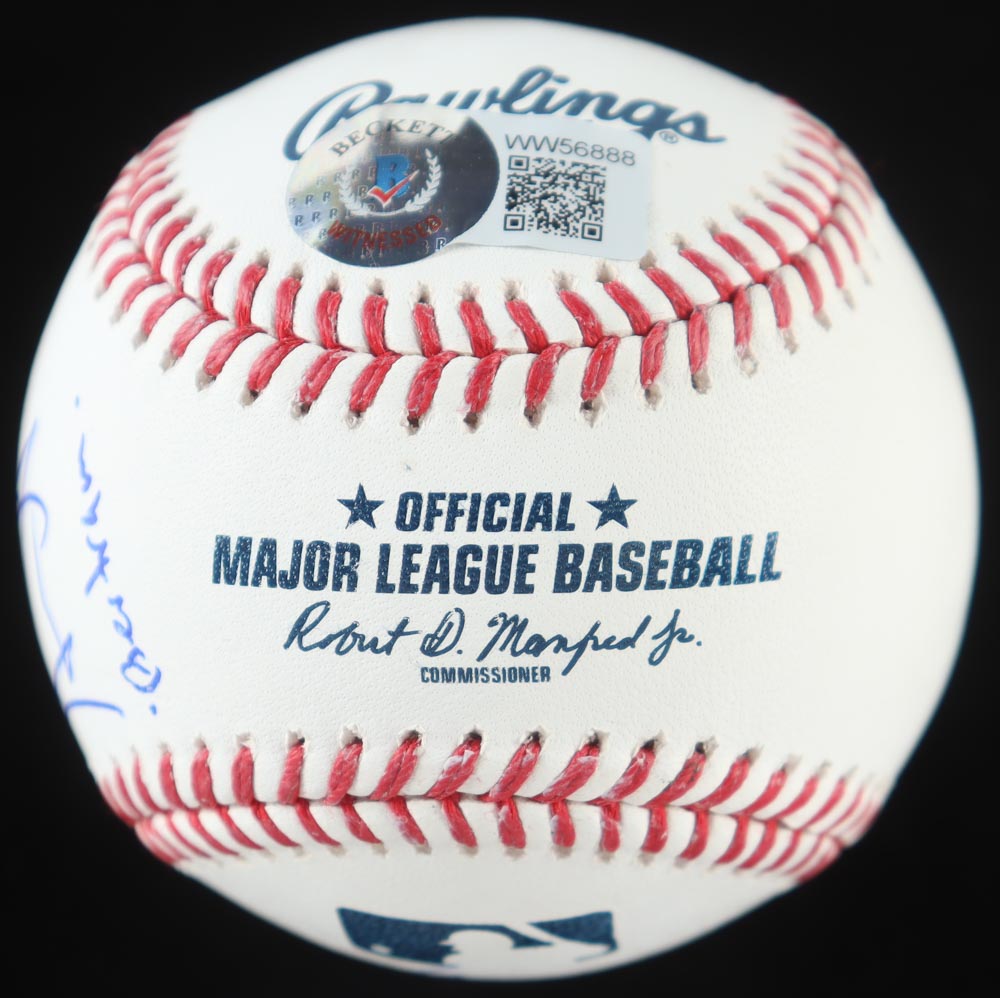 Rawlings®
BECKETT
B
WITNESSED
WW56888
OFFICIAL
MAJOR LEAGUE BASEBALL
Robert D. Manfred Jr.
COMMISSIONER